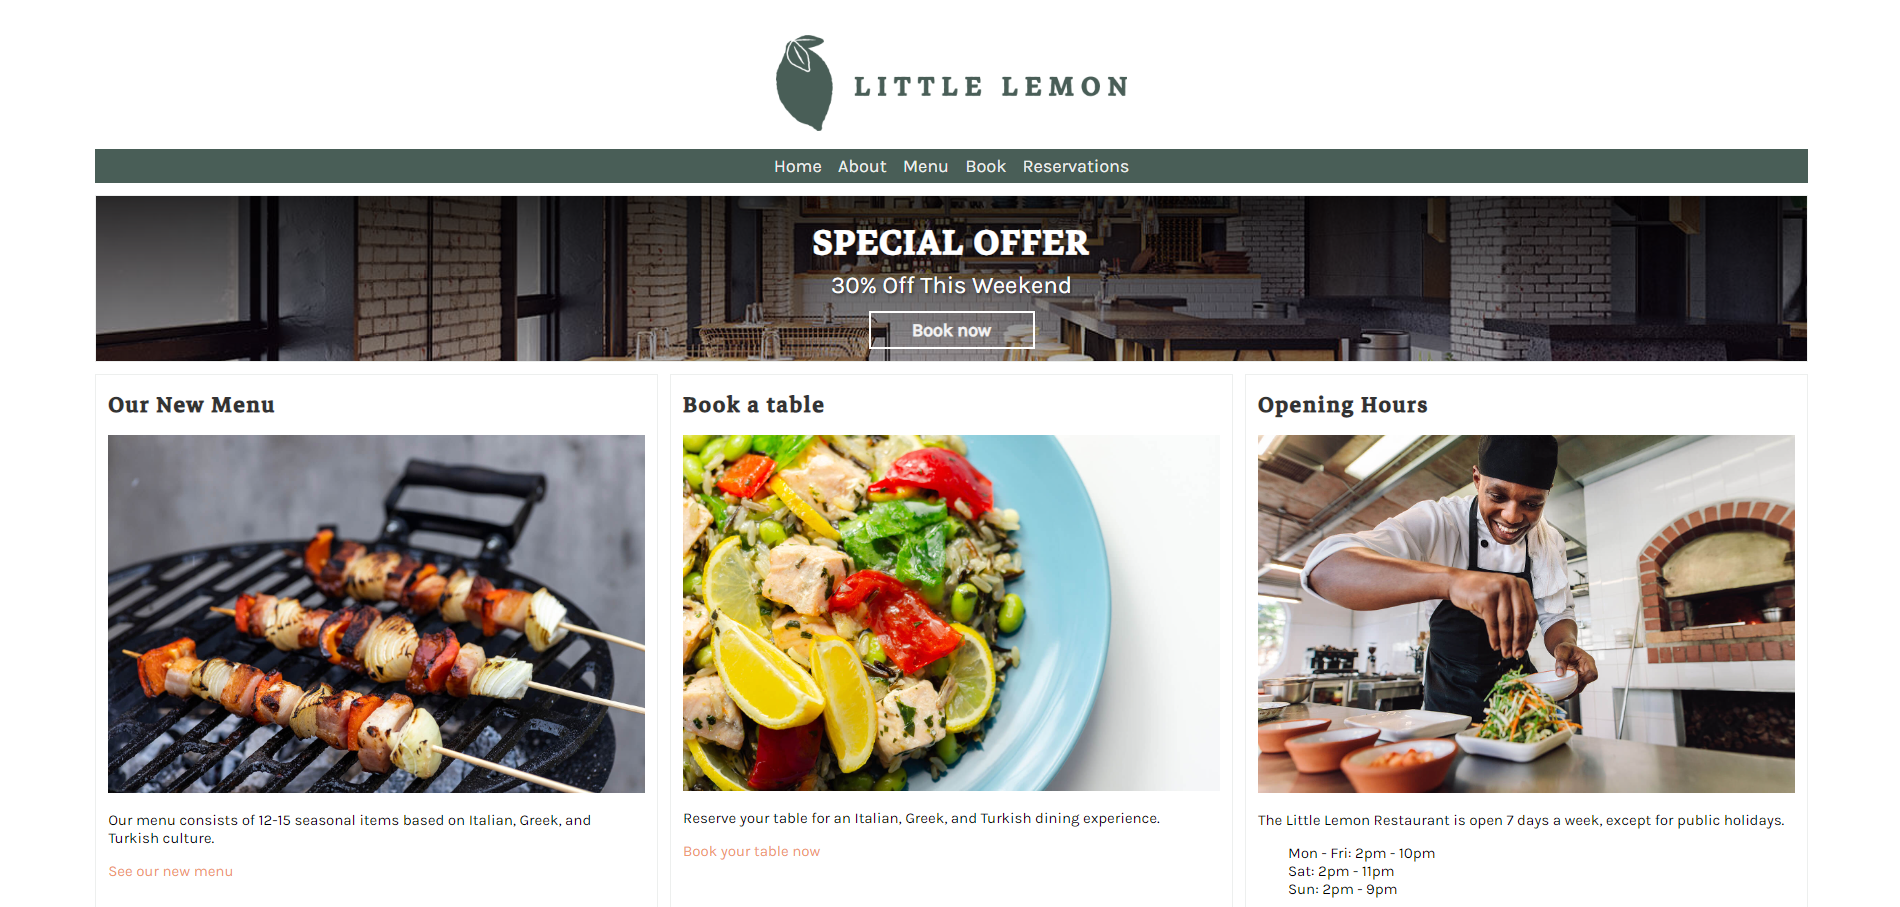 LITTLE LEMON
Home About Menu Book Reservations
SPECIAL OFFER
30% Off This Weekend
Book now
Our New Menu
Our menu consists of 12-15 seasonal items based on Italian, Greek, and
Turkish culture.
See our new menu
Book a table
Reserve your table for an Italian, Greek, and Turkish dining experience.
Book your table now
Opening Hours
The Little Lemon Restaurant is open 7 days a week, except for public holidays.
Mon - Fri: 2pm - 10pm
Sat: 2pm - 11pm
Sun: 2pm - 9pm